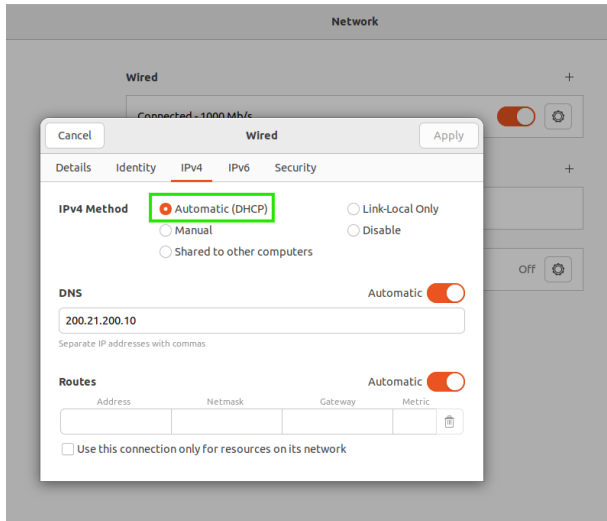 Network
Wired
Connected - 1000 Mb/s
Cancel Wired Apply
Details Identity IPv4 IPv6 Security
IPv4 Method Automatic (DHCP) Link-Local Only
Manual Disable
Shared to other computers
Off
DNS Automatic
200.21.200.10
Separate IP addresses with commas
Routes Automatic
Address Netmask Gateway Metric
Use this connection only for resources on its network